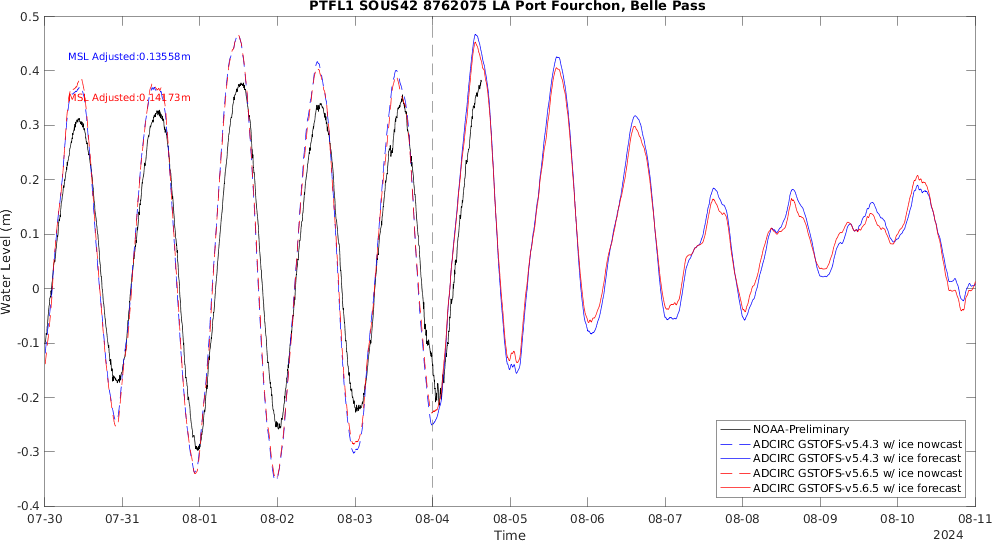 PTFL1 SOUS42 8762075 LA Port Fourchon, Belle Pass
0.5
0.4
0.3
0.2
0.1
0
-0.1
-0.2
-0.3
-0.4
Water Level (m)
MSL Adjusted:0.13558m
MSL Adjusted:0.14173m
NOAA-Preliminary
ADCIRC GSTOFS-v5.4.3 w/ ice nowcast
ADCIRC GSTOFS-v5.4.3 w/ ice forecast
ADCIRC GSTOFS-v5.6.5 w/ ice nowcast
ADCIRC GSTOFS-v5.6.5 w/ ice forecast
07-30 07-31 08-01 08-02 08-03 08-04 08-05 08-06 08-07 08-08 08-09 08-10 08-11
Time
2024